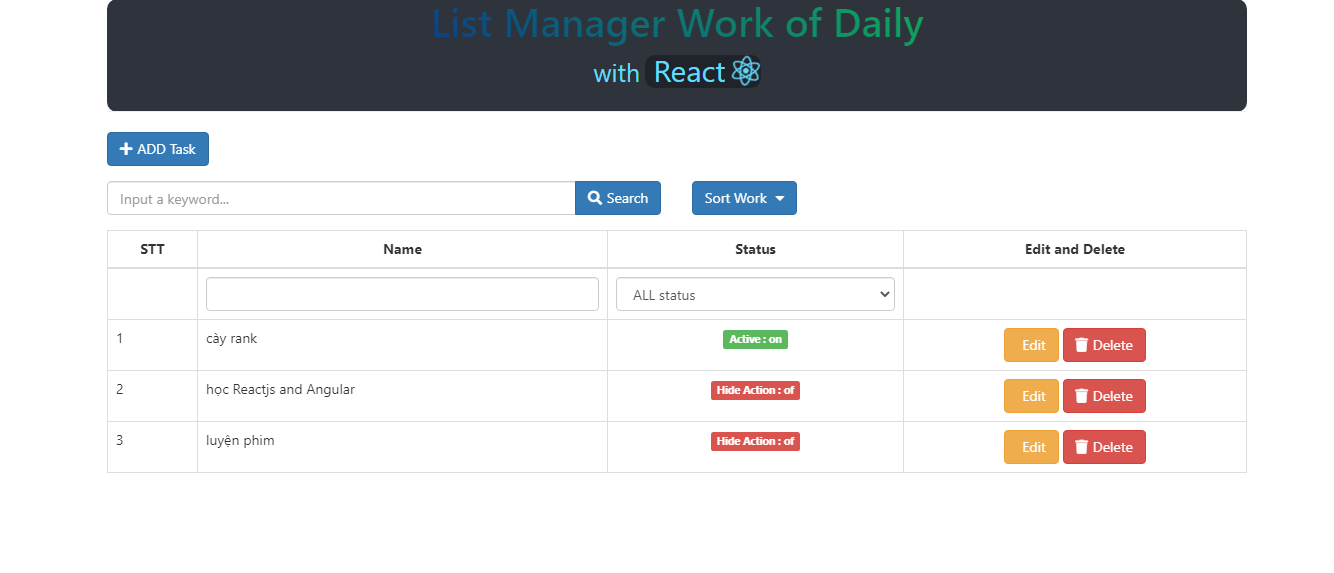 List Manager Work of Daily
with React
ADD Task
Input a keyword... Search Sort Work
STT Name Status Edit and Delete
ALL status
1 cày rank Active : on Edit Delete
2 học Reactjs and Angular Hide Action : of Edit Delete
3 luyện phim Hide Action : of Edit Delete